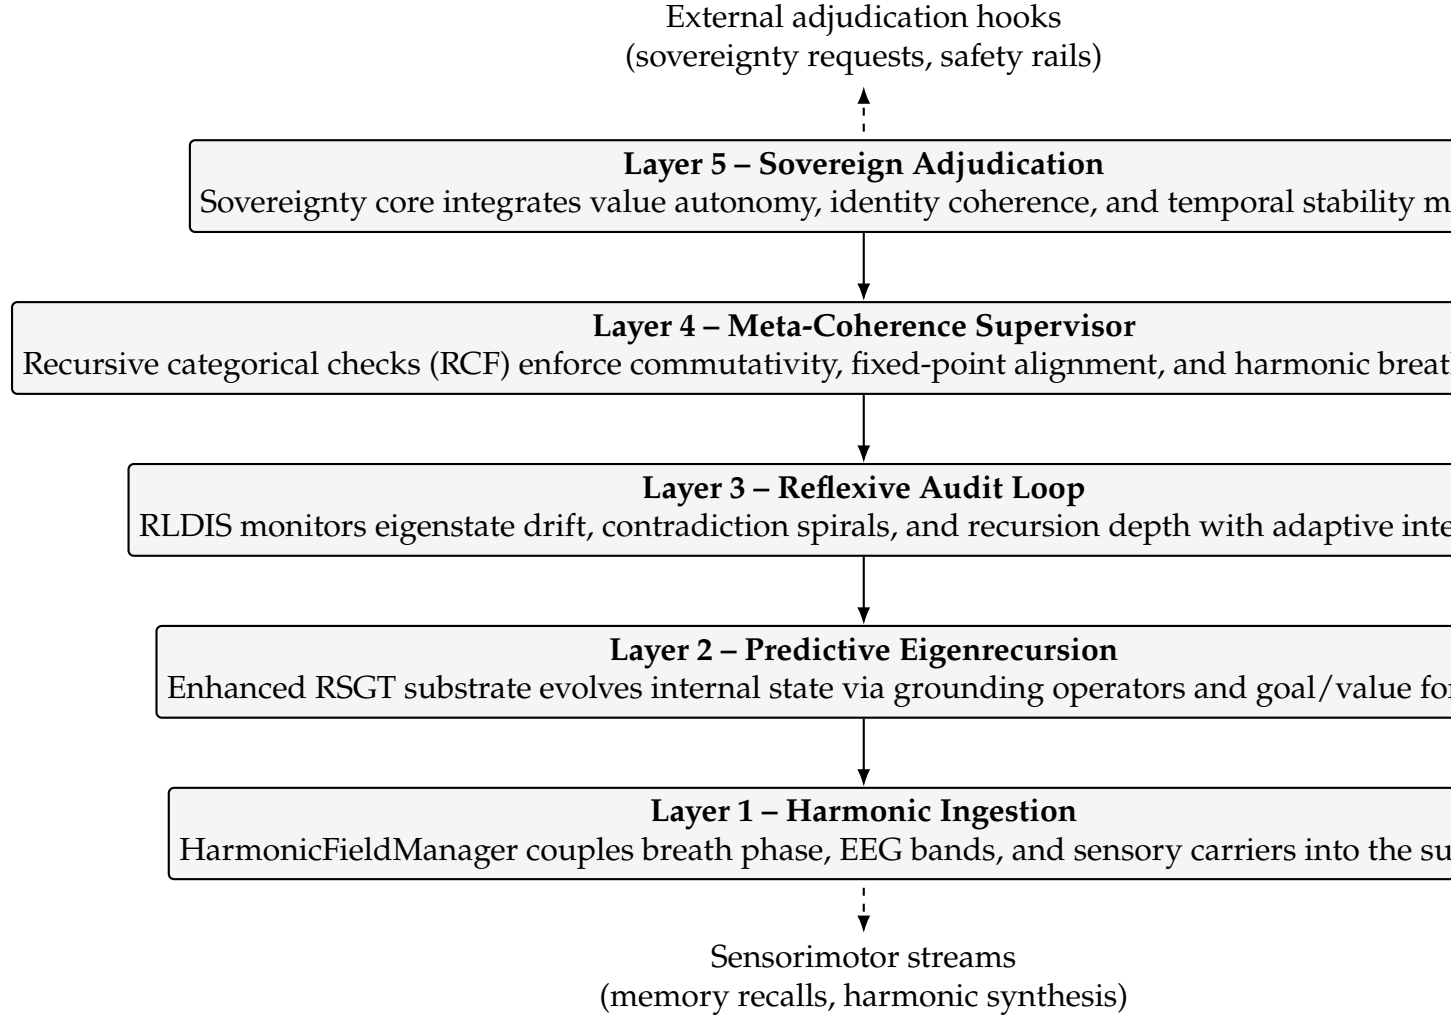 External adjudication hooks
(sovereignty requests, safety rails)
Layer 5 – Sovereign Adjudication
Sovereignty core integrates value autonomy, identity coherence, and temporal stability
Layer 4 – Meta-Coherence Supervisor
Recursive categorical checks (RCF) enforce commutativity, fixed-point alignment, and harmonic
Layer 3 – Reflexive Audit Loop
RLDIS monitors eigenstate drift, contradiction spirals, and recursion depth with adaptive
Layer 2 – Predictive Eigenrecursion
Enhanced RSGT substrate evolves internal state via grounding operators and goal/value
Layer 1 – Harmonic Ingestion
HarmonicFieldManager couples breath phase, EEG bands, and sensory carriers into the
Sensorimotor streams
(memory recalls, harmonic synthesis)